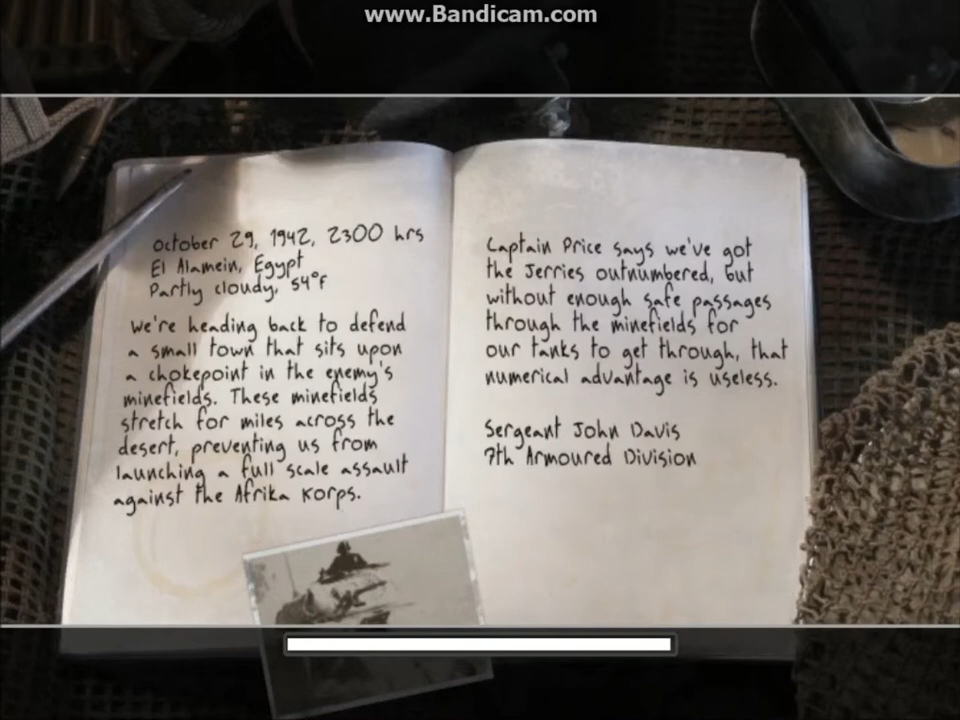 www.Bandicam.com
October 29, 1942, 2300 hrs
El Alamein, Egypt
Partly cloudy, 54°F
We're heading back to defend
a small town that sits upon
a chokepoint in the enemy's
minefields. These minefields
stretch for miles across the
desert, preventing us from
launching a full scale assault
against the Afrika Korps.
Captain Price says we've got
the Jerries outnumbered, but
without enough safe passages
through the minefields for
our tanks to get through, that
numerical advantage is useless.
Sergeant John Davis
7th Armoured Division